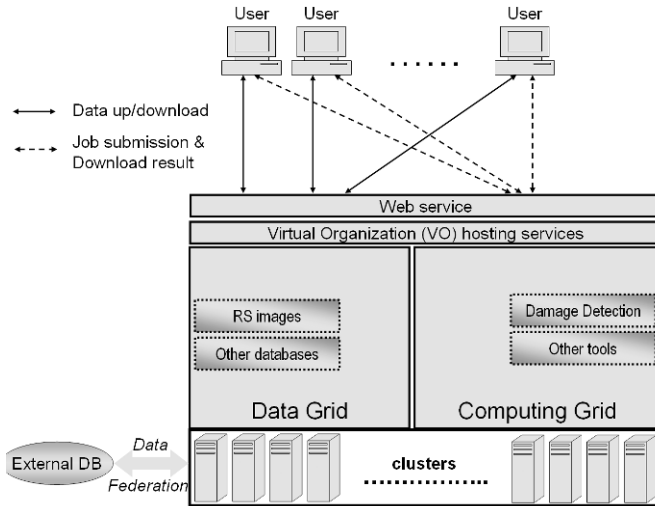 User
User
User
Data up/download
Job submission &
Download result
Web service
Virtual Organization (VO) hosting services
RS images
Other databases
Data Grid
Damage Detection
Other tools
Computing Grid
External DB
Data
Federation
clusters